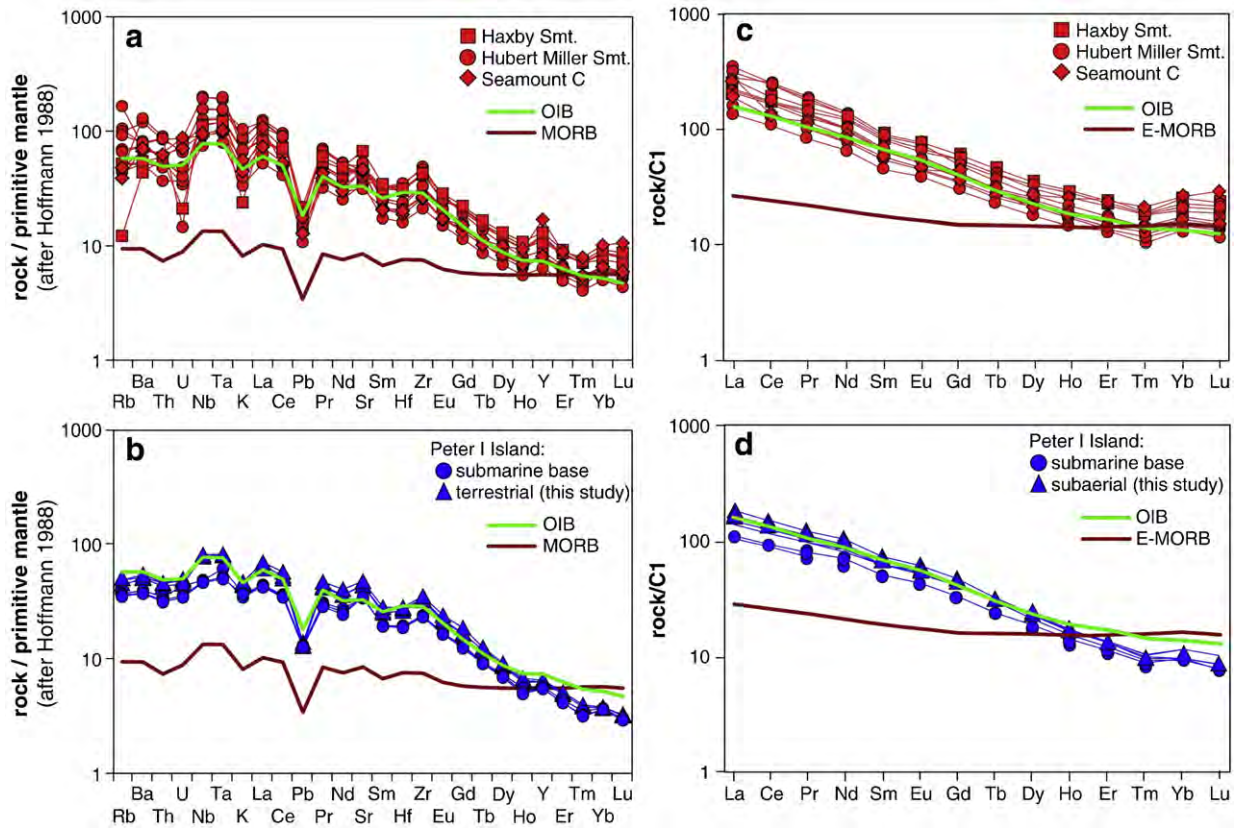 a
1000
100
10
1
rock / primitive mantle
(after Hoffmann 1988)
Haxby Smt.
Hubert Miller Smt.
Seamount C
OIB
MORB
Ba U Ta La Pb Nd Sm Zr Gd Dy Y Tm Lu
Rb Th Nb K Ce Pr Sr Hf Eu Tb Ho Er Yb
c
1000
100
10
1
rock/C1
Haxby Smt.
Hubert Miller Smt.
Seamount C
OIB
E-MORB
La Ce Pr Nd Sm Eu Gd Tb Dy Ho Er Tm Yb Lu
b
1000
100
10
1
rock / primitive mantle
(after Hoffmann 1988)
Peter I Island:
submarine base
terrestrial (this study)
OIB
MORB
Ba U Ta La Pb Nd Sm Zr Gd Dy Y Tm Lu
Rb Th Nb K Ce Pr Sr Hf Eu Tb Ho Er Yb
d
1000
100
10
1
rock/C1
Peter I Island:
submarine base
subaerial (this study)
OIB
E-MORB
La Ce Pr Nd Sm Eu Gd Tb Dy Ho Er Tm Yb Lu